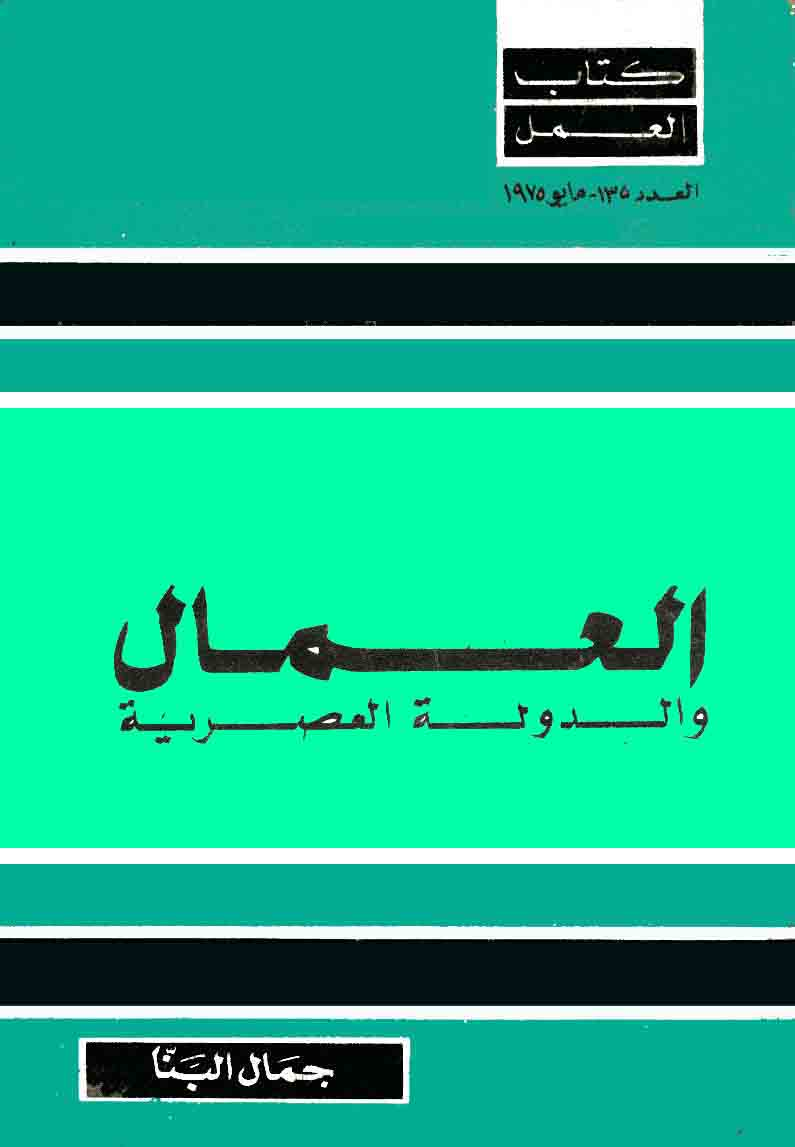 كتاب
العمل
العدد ١٣٥ - مايو ١٩٧٥
العمال
والدولة العصرية
جمال البنّا